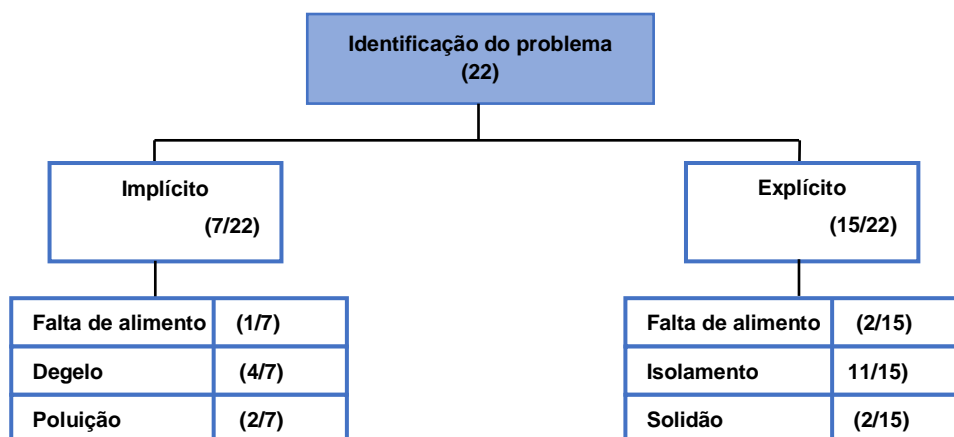 Identificação do problema
(22)
Implícito
(7/22)
Explícito
(15/22)
Falta de alimento (1/7)
Degelo (4/7)
Poluição (2/7)
Falta de alimento (2/15)
Isolamento 11/15)
Solidão (2/15)